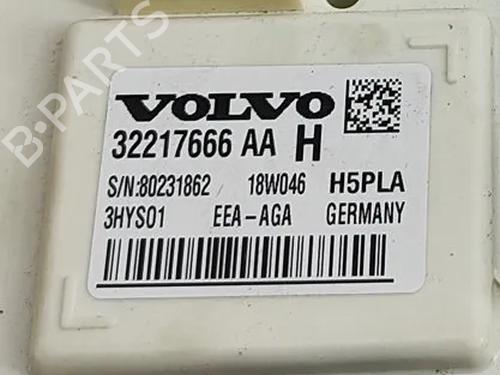 B-PARTS
VOLVO
32217666 AA H
S/N:80231862 18W046 H5PLA
3HYS01 EEA-AGA GERMANY